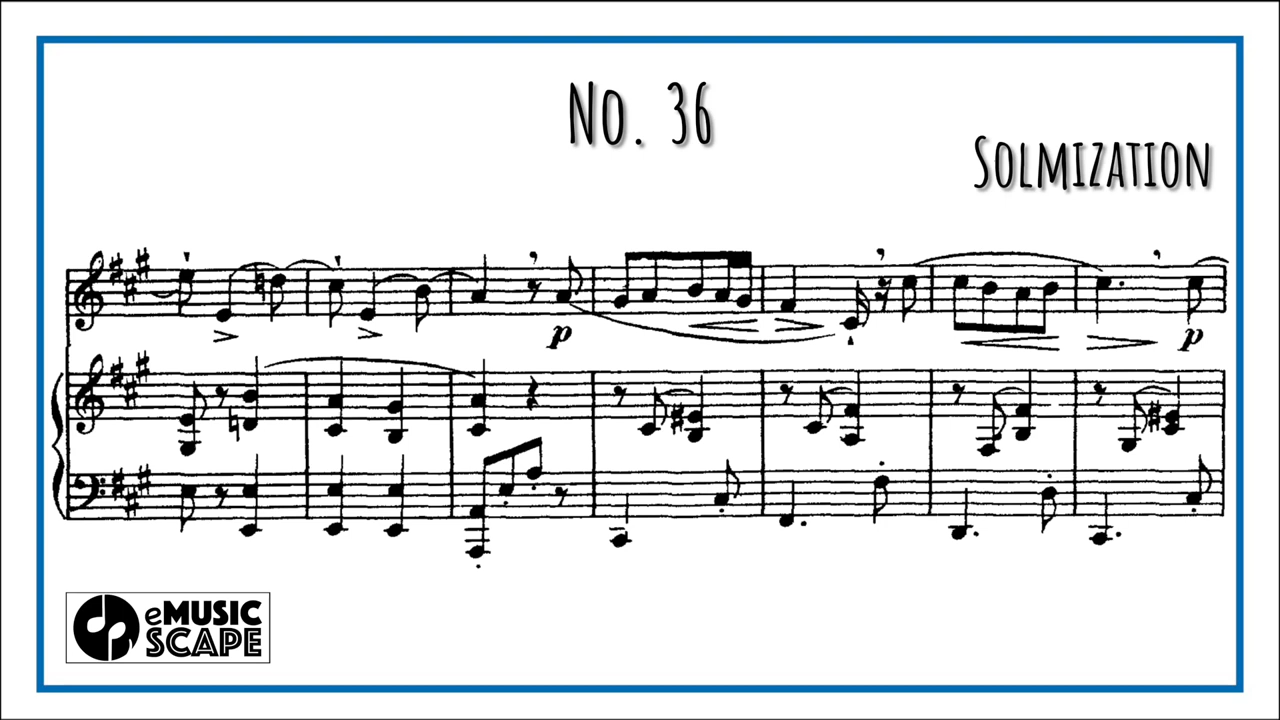 No. 36
Solmization
p
p
eMUSIC
SCAPE